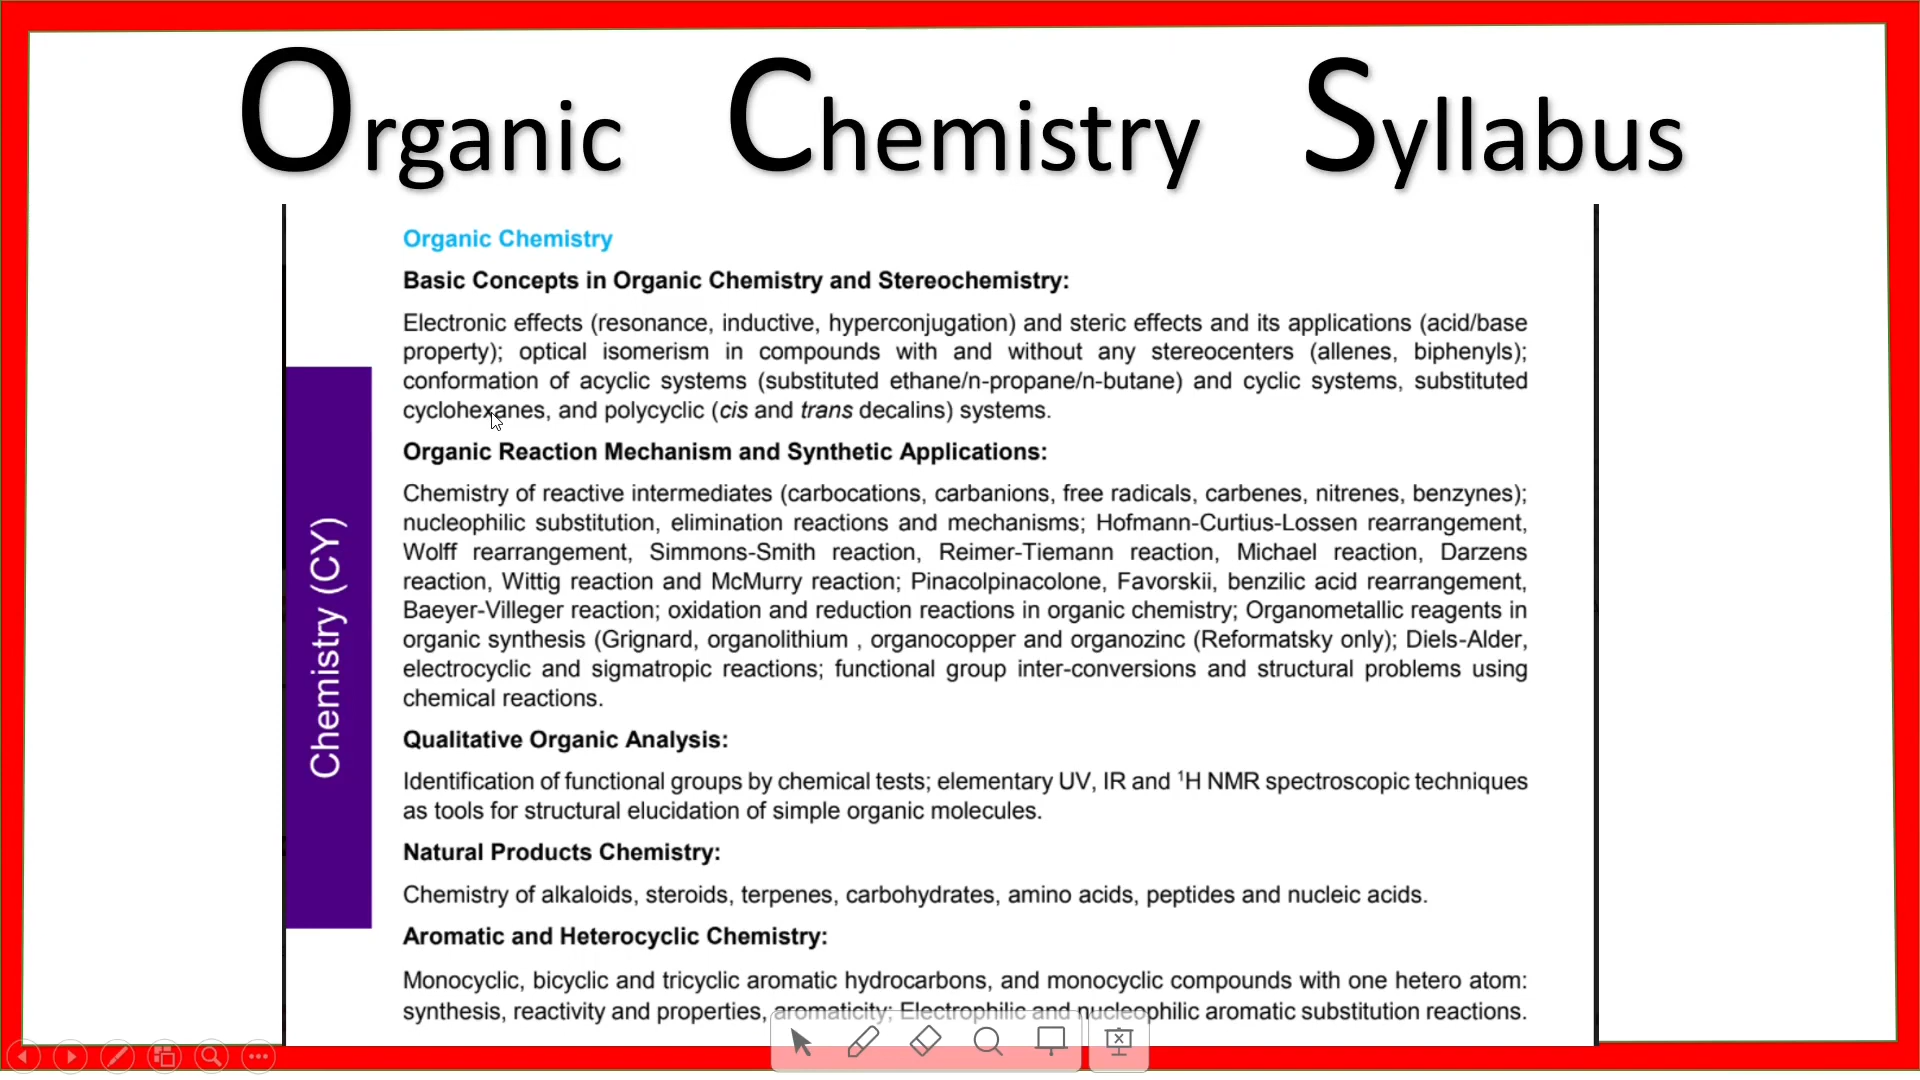 Organic Chemistry Syllabus
Organic Chemistry
Basic Concepts in Organic Chemistry and Stereochemistry:
Electronic effects (resonance, inductive, hyperconjugation) and steric effects and its applications (acid/base
property); optical isomerism in compounds with and without any stereocenters (allenes, biphenyls);
conformation of acyclic systems (substituted ethane/n-propane/n-butane) and cyclic systems, substituted
cyclohexanes, and polycyclic (cis and trans decalins) systems.
Organic Reaction Mechanism and Synthetic Applications:
Chemistry of reactive intermediates (carbocations, carbanions, free radicals, carbenes, nitrenes, benzynes);
nucleophilic substitution, elimination reactions and mechanisms; Hofmann-Curtius-Lossen rearrangement,
Wolff rearrangement, Simmons-Smith reaction, Reimer-Tiemann reaction, Michael reaction, Darzens
reaction, Wittig reaction and McMurry reaction; Pinacolpinacolone, Favorskii, benzilic acid rearrangement,
Baeyer-Villeger reaction; oxidation and reduction reactions in organic chemistry; Organometallic reagents in
organic synthesis (Grignard, organolithium , organocopper and organozinc (Reformatsky only); Diels-Alder,
electrocyclic and sigmatropic reactions; functional group inter-conversions and structural problems using
chemical reactions.
Qualitative Organic Analysis:
Identification of functional groups by chemical tests; elementary UV, IR and ¹H NMR spectroscopic techniques
as tools for structural elucidation of simple organic molecules.
Natural Products Chemistry:
Chemistry of alkaloids, steroids, terpenes, carbohydrates, amino acids, peptides and nucleic acids.
Aromatic and Heterocyclic Chemistry:
Monocyclic, bicyclic and tricyclic aromatic hydrocarbons, and monocyclic compounds with one hetero atom:
synthesis, reactivity and properties, aromaticity; Electrophilic and nucleophilic aromatic substitution reactions.
Chemistry (CY)